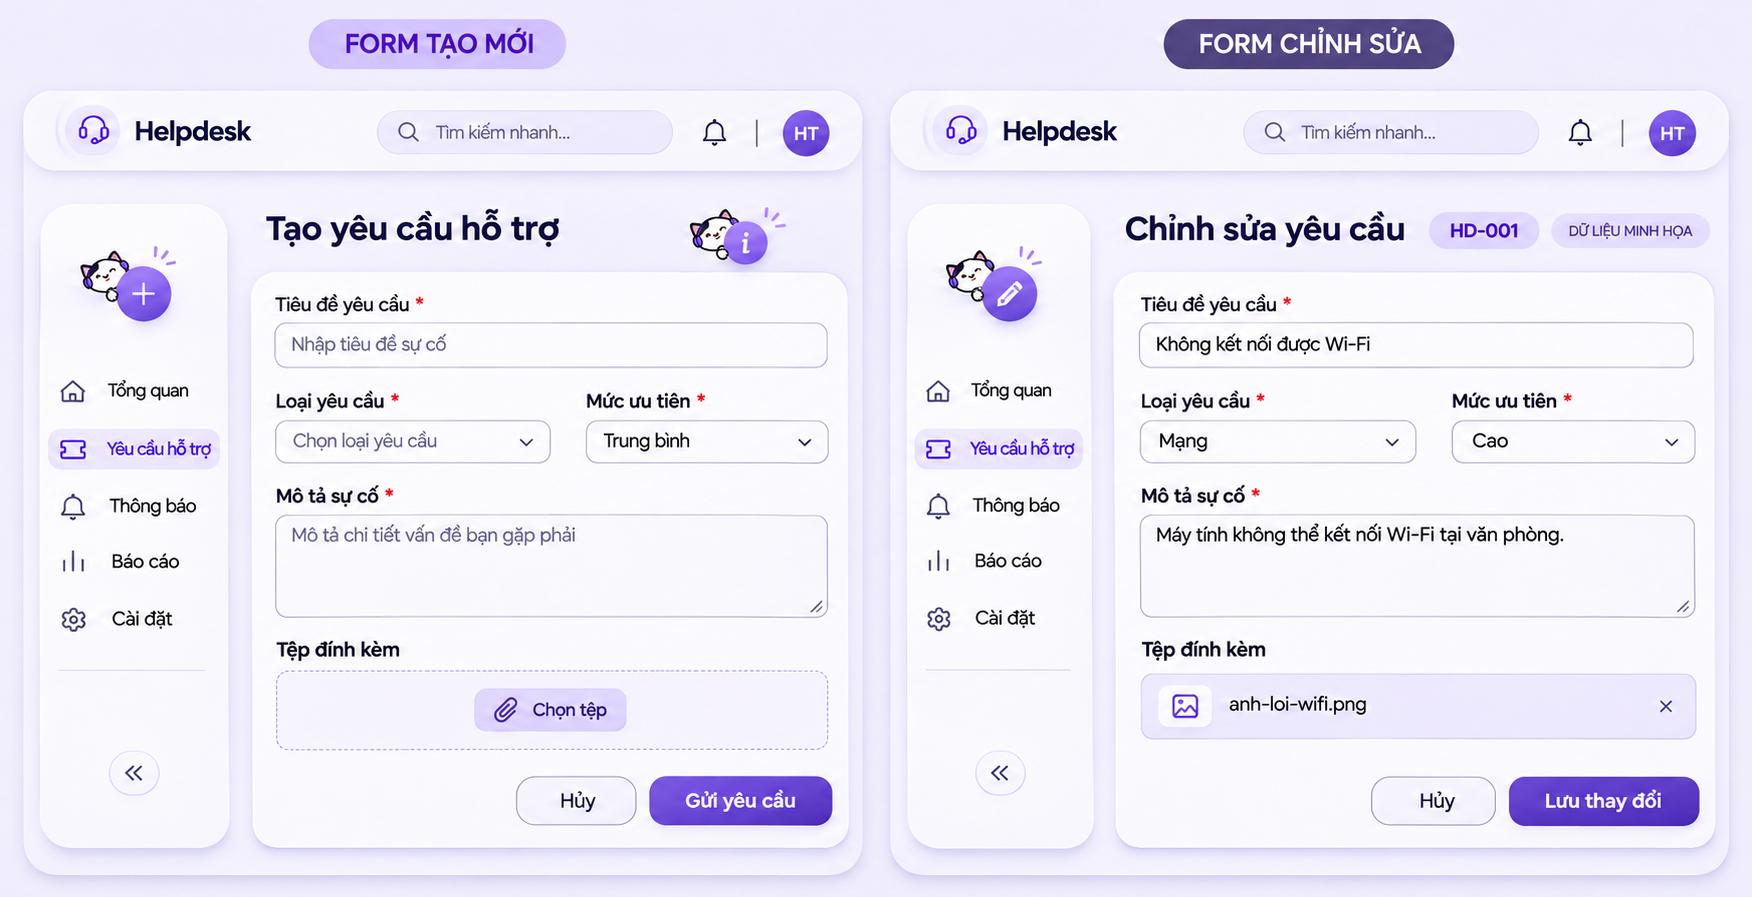 FORM TẠO MỚI
Helpdesk
Tìm kiếm nhanh...
HT
Tổng quan
Yêu cầu hỗ trợ
Thông báo
Báo cáo
Cài đặt
Tạo yêu cầu hỗ trợ
i
Tiêu đề yêu cầu *
Nhập tiêu đề sự cố
Loại yêu cầu *
Mức ưu tiên *
Chọn loại yêu cầu
Trung bình
Mô tả sự cố *
Mô tả chi tiết vấn đề bạn gặp phải
Tệp đính kèm
Chọn tệp
Hủy
Gửi yêu cầu
FORM CHỈNH SỬA
Helpdesk
Tìm kiếm nhanh...
HT
Tổng quan
Yêu cầu hỗ trợ
Thông báo
Báo cáo
Cài đặt
Chỉnh sửa yêu cầu
HD-001
DỮ LIỆU MINH HỌA
Tiêu đề yêu cầu *
Không kết nối được Wi-Fi
Loại yêu cầu *
Mức ưu tiên *
Mạng
Cao
Mô tả sự cố *
Máy tính không thể kết nối Wi-Fi tại văn phòng.
Tệp đính kèm
anh-loi-wifi.png
Hủy
Lưu thay đổi